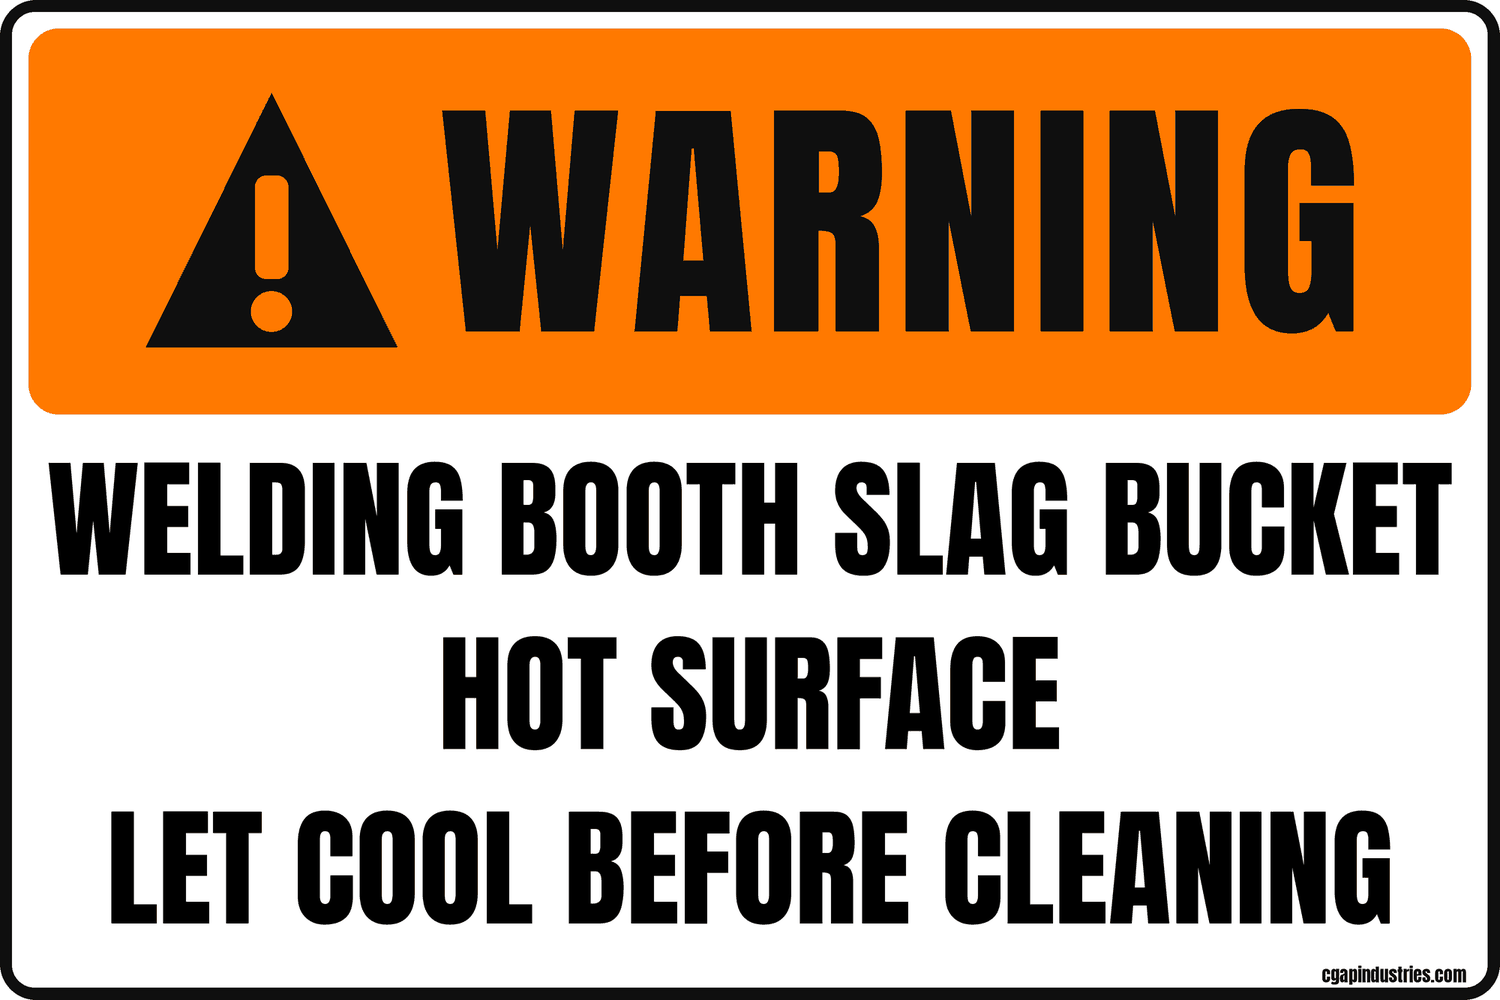 WARNING
WELDING BOOTH SLAG BUCKET
HOT SURFACE
LET COOL BEFORE CLEANING
cgapindustries.com